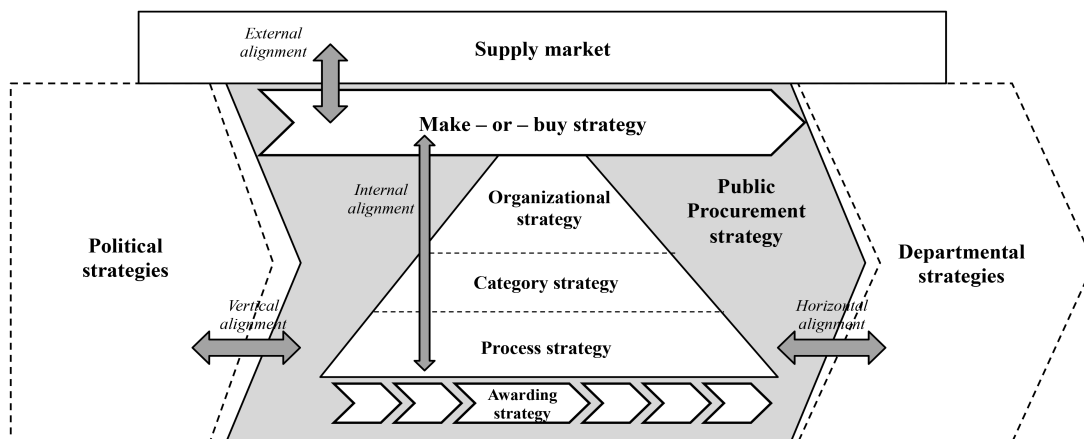 External
alignment
Supply market
Make – or – buy strategy
Internal
alignment
Organizational
strategy
Public
Procurement
strategy
Political
strategies
Departmental
strategies
Category strategy
Vertical
alignment
Horizontal
alignment
Process strategy
Awarding
strategy